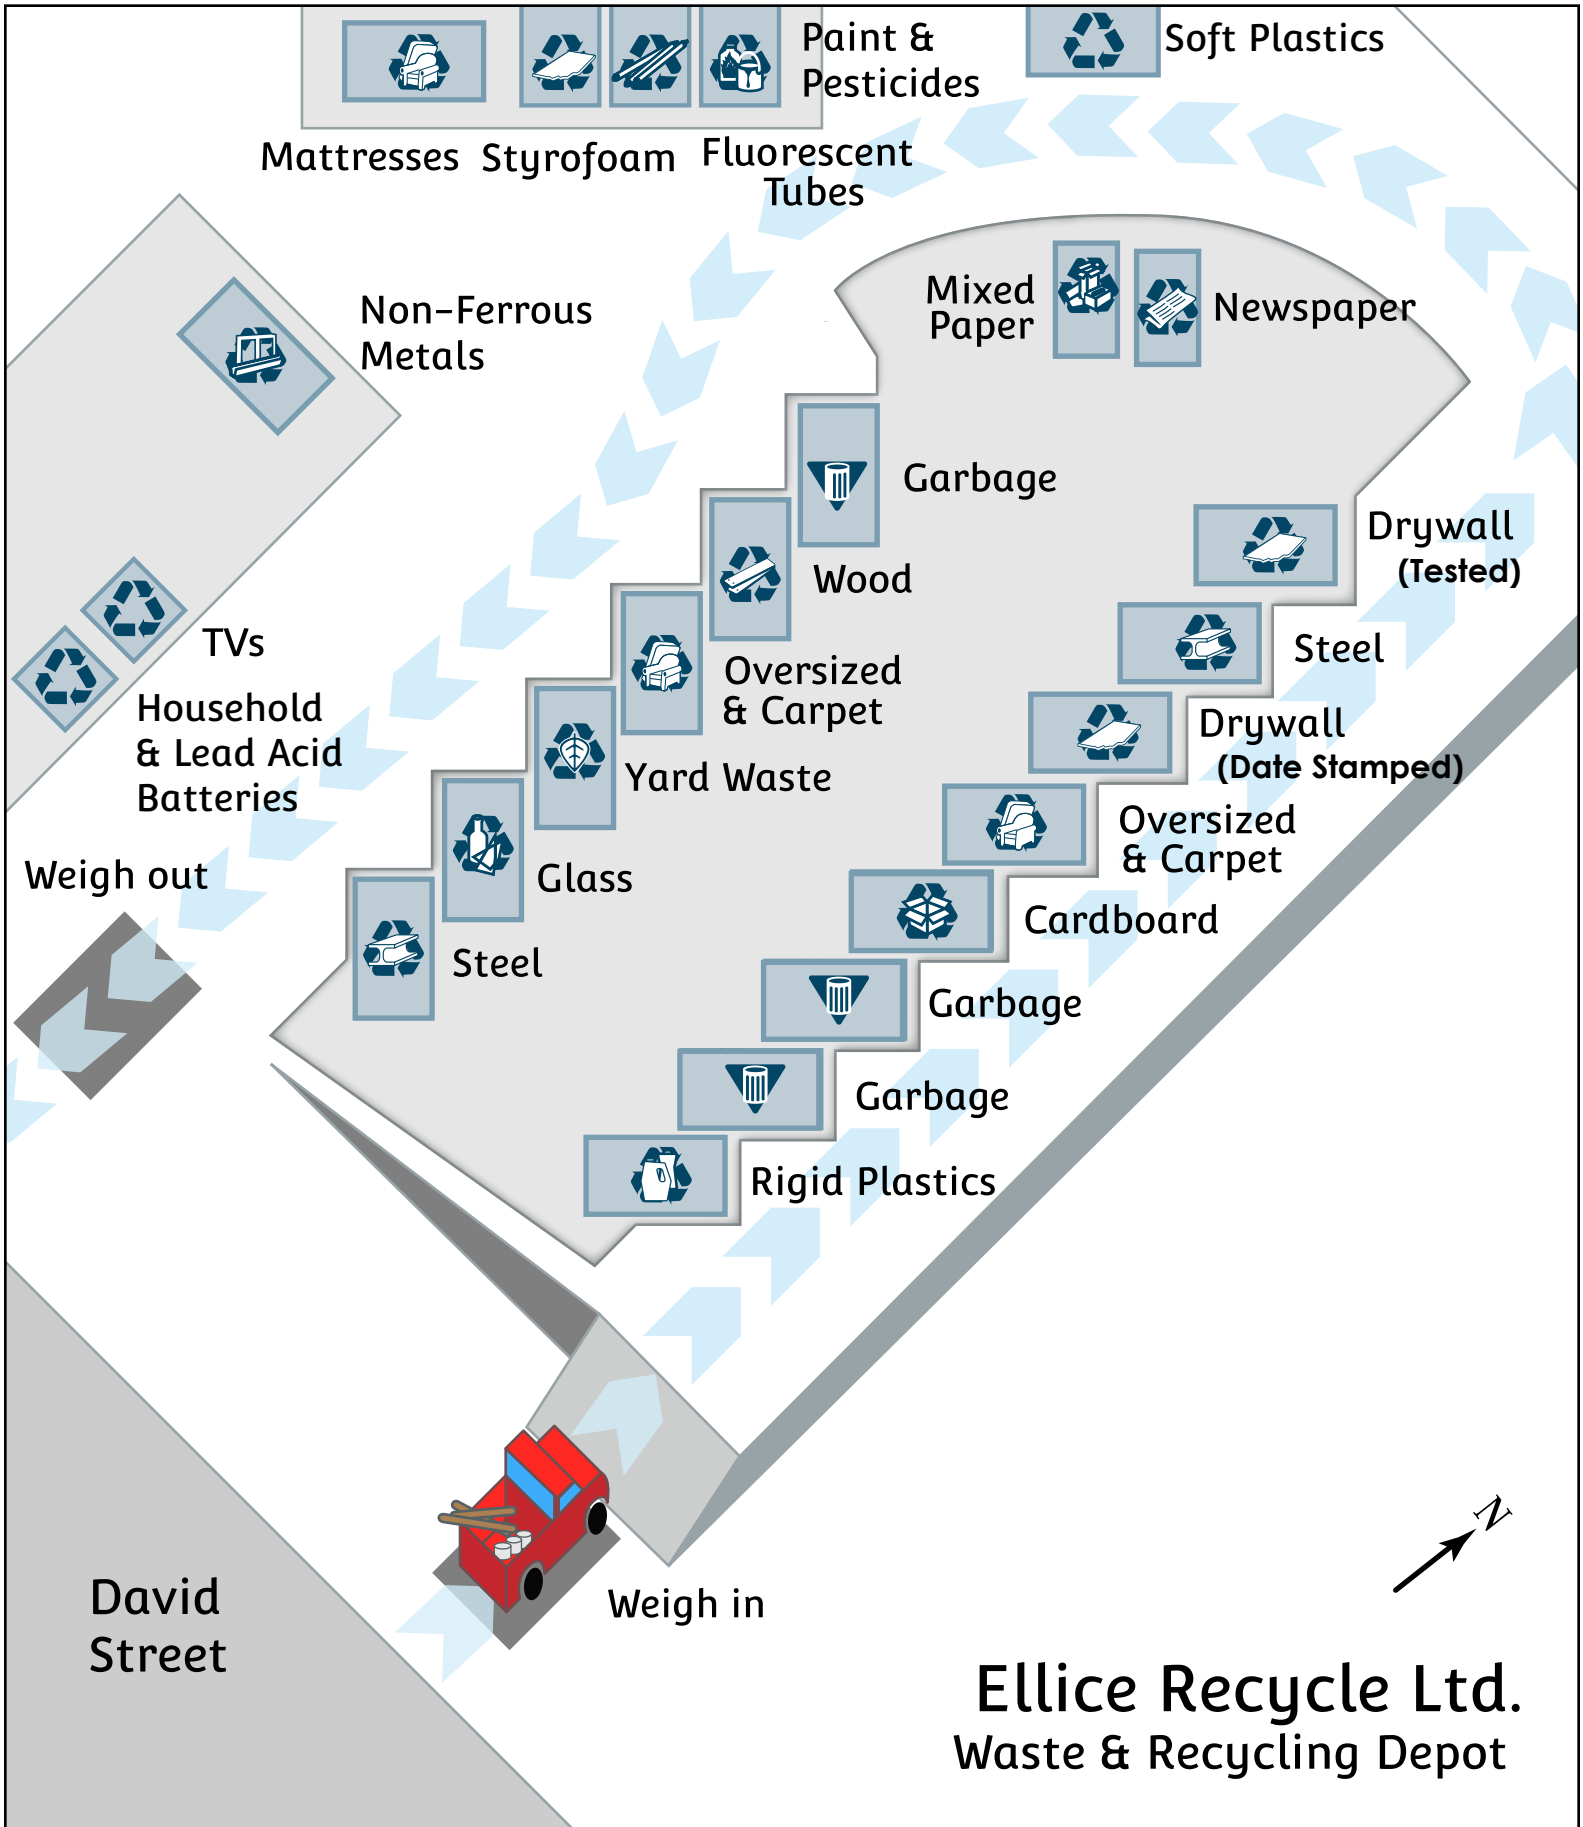 Paint &
Pesticides
Soft Plastics
Mattresses
Styrofoam
Fluorescent
Tubes
Non-Ferrous
Metals
Mixed
Paper
Newspaper
Garbage
Wood
Oversized
& Carpet
Yard Waste
Glass
Steel
Drywall
(Tested)
Steel
Drywall
(Date Stamped)
Oversized
& Carpet
Cardboard
Garbage
Garbage
Rigid Plastics
TVs
Household
& Lead Acid
Batteries
Weigh out
Weigh in
David
Street
N
Ellice Recycle Ltd.
Waste & Recycling Depot